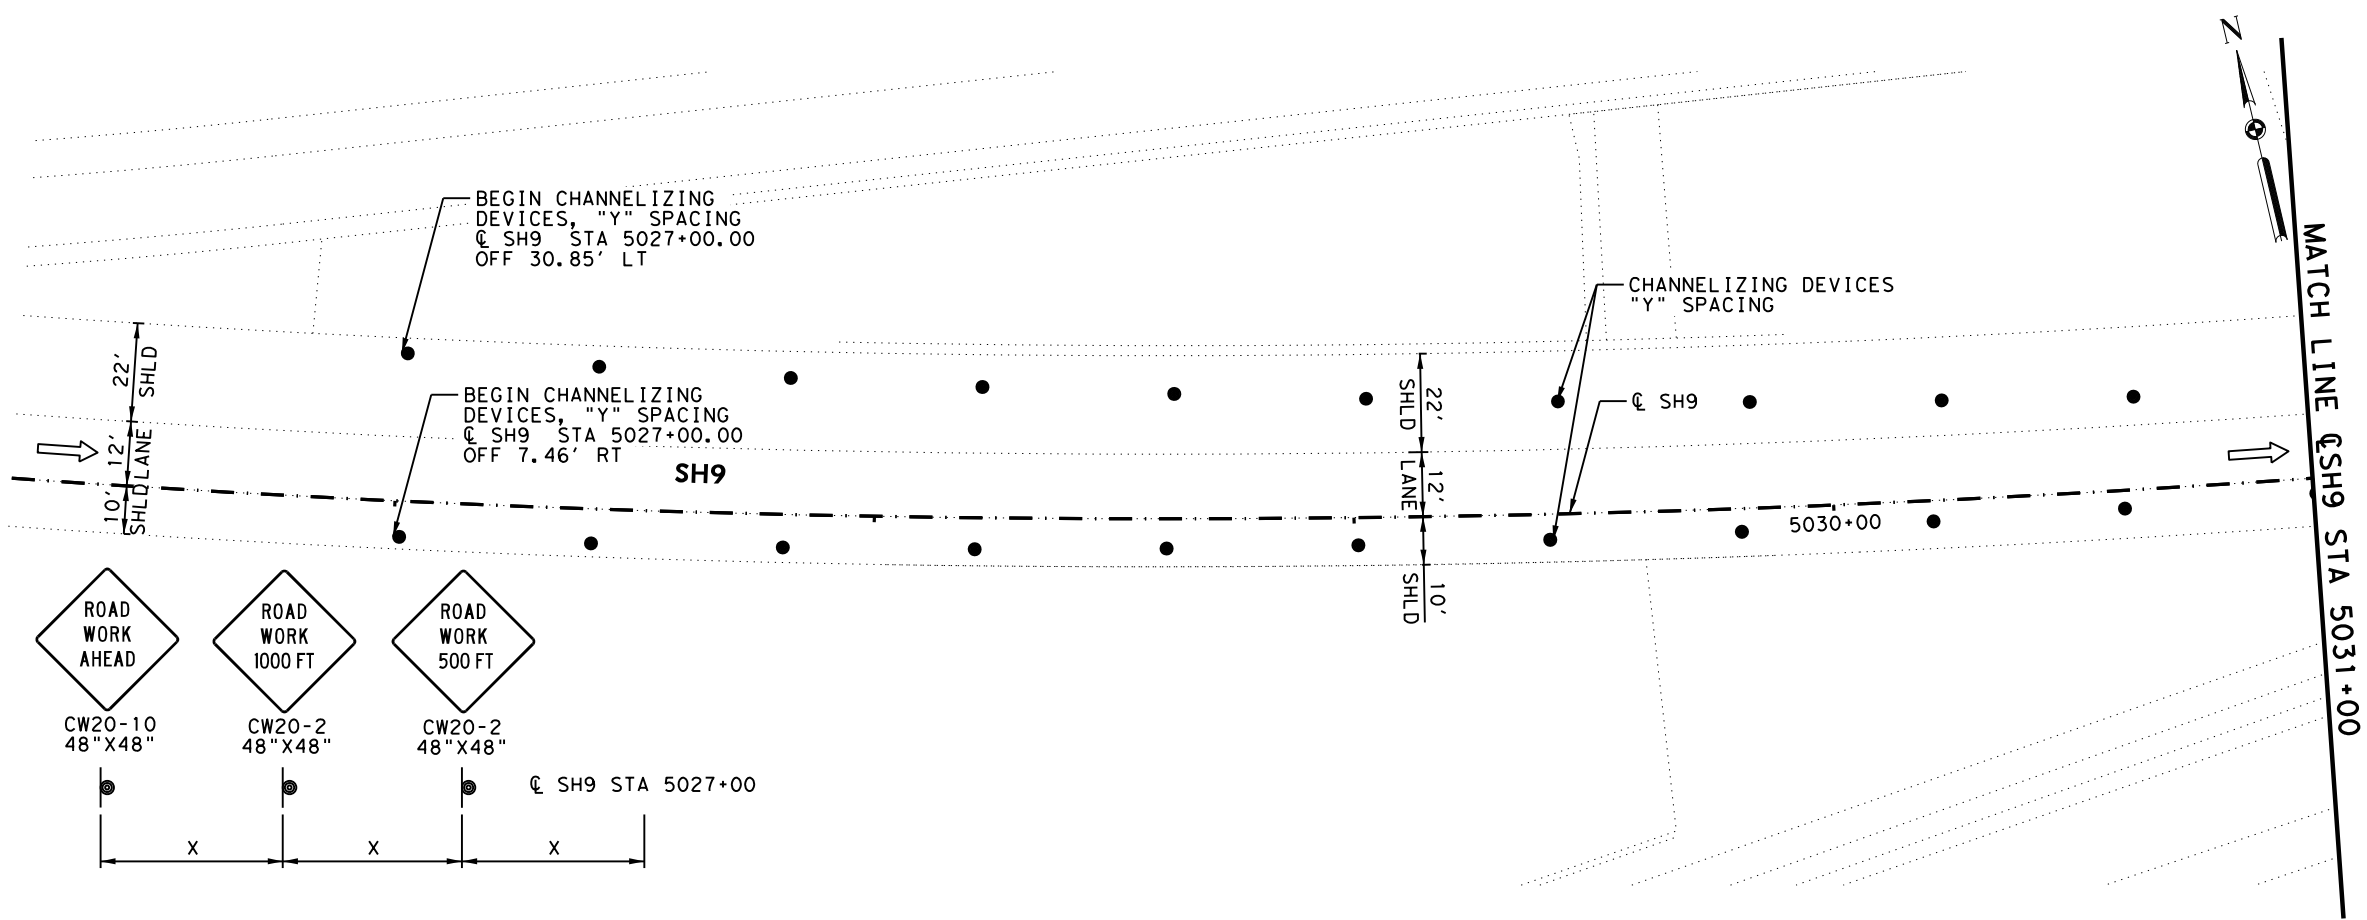 N
BEGIN CHANNELIZING
DEVICES, "Y" SPACING
℄ SH9 STA 5027+00.00
OFF 30.85' LT
CHANNELIZING DEVICES
"Y" SPACING
22'
SHLD
12'
LANE
10'
SHLD
BEGIN CHANNELIZING
DEVICES, "Y" SPACING
℄ SH9 STA 5027+00.00
OFF 7.46' RT
SH9
22'
SHLD
12'
LANE
10'
SHLD
℄ SH9
5030+00
MATCH LINE ℄SH9 STA 5031+00
ROAD
WORK
AHEAD
CW20-10
48"X48"
ROAD
WORK
1000 FT
CW20-2
48"X48"
ROAD
WORK
500 FT
CW20-2
48"X48"
℄ SH9 STA 5027+00
X
X
X